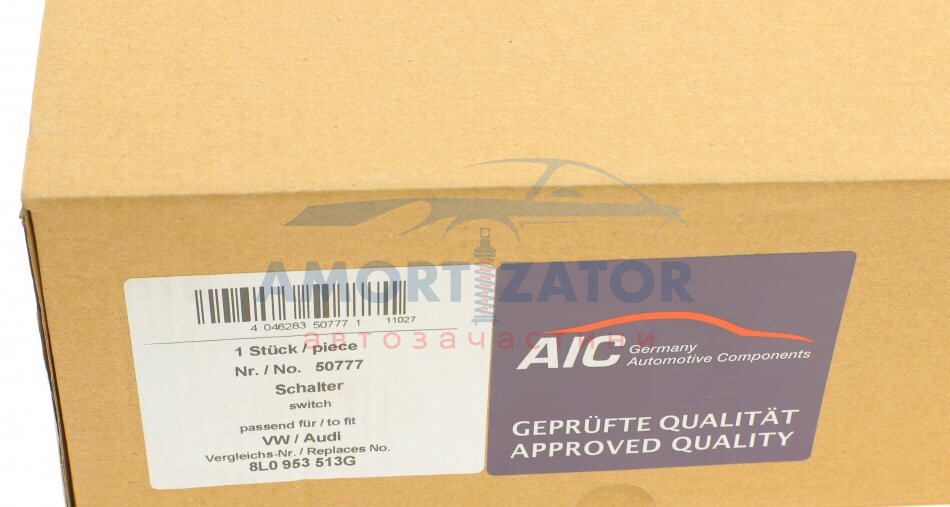 AMORTIZATOR
автозачастини
4 046283 50777 1 11027
1 Stück / piece
Nr. / No. 50777
Schalter
switch
passend für / to fit
VW / Audi
Vergleichs-Nr. / Replaces No.
8L0 953 513G
AIC Germany
Automotive Components
GEPRÜFTE QUALITÄT
APPROVED QUALITY